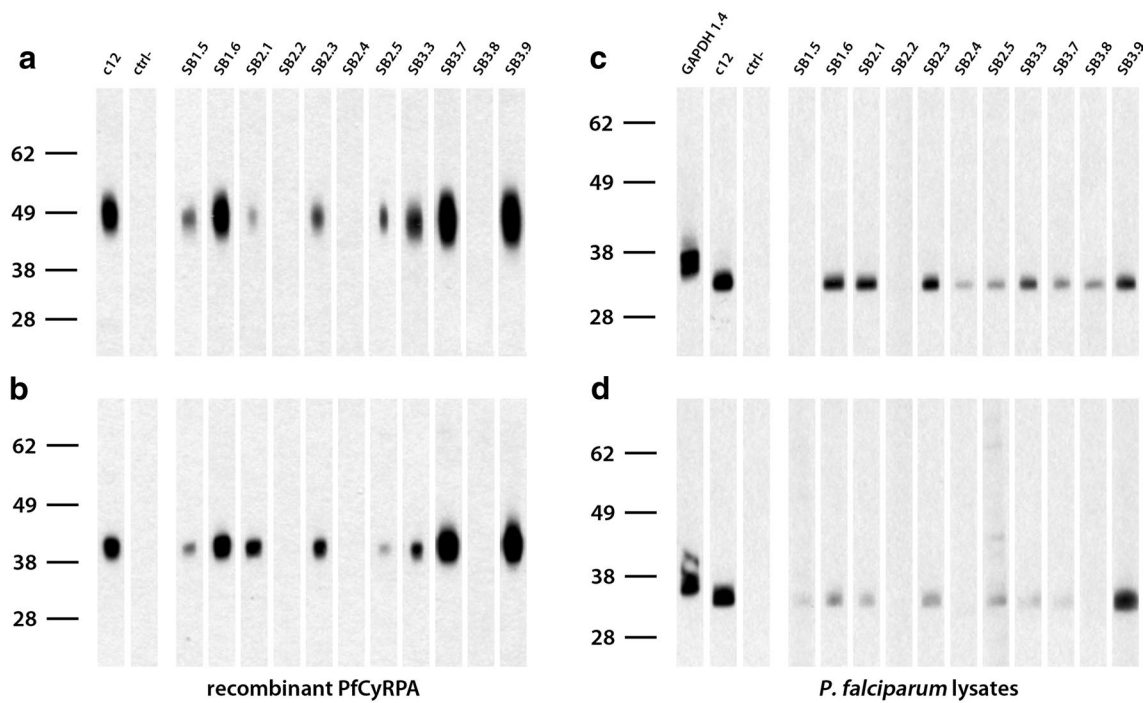 a
c12 ctrl- SB1.5 SB1.6 SB2.1 SB2.2 SB2.3 SB2.4 SB2.5 SB3.3 SB3.7 SB3.8 SB3.9
62
49
38
28
b
62
49
38
28
recombinant PfCyRPA
c
GAPDH 1.4 c12 ctrl- SB1.5 SB1.6 SB2.1 SB2.2 SB2.3 SB2.4 SB2.5 SB3.3 SB3.7 SB3.8 SB3.9
62
49
38
28
d
62
49
38
28
P. falciparum lysates